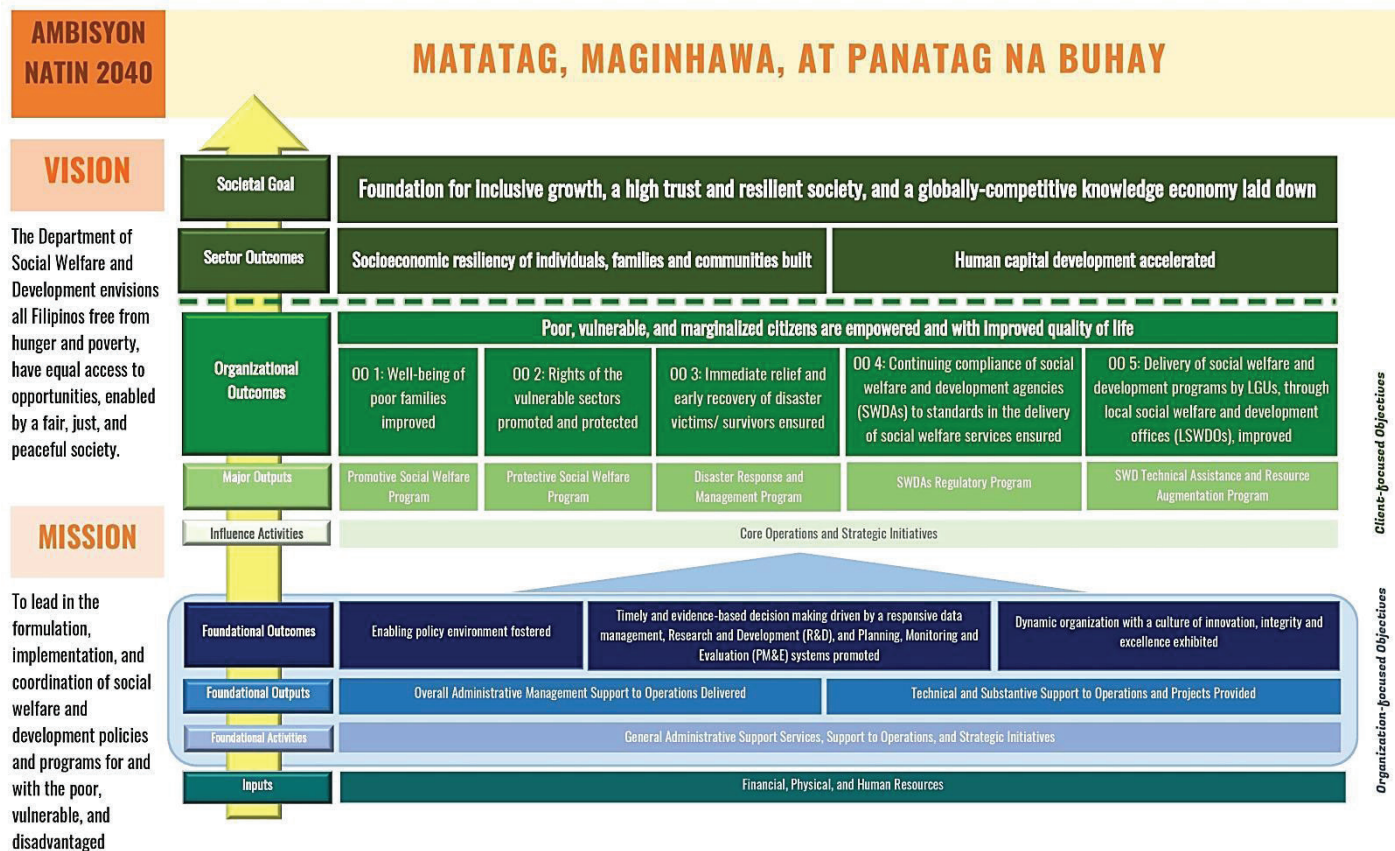 AMBISYON
NATIN 2040
MATATAG, MAGINHAWA, AT PANATAG NA BUHAY
VISION
The Department of
Social Welfare and
Development envisions
all Filipinos free from
hunger and poverty,
have equal access to
opportunities, enabled
by a fair, just, and
peaceful society.
MISSION
To lead in the
formulation,
implementation, and
coordination of social
welfare and
development policies
and programs for and
with the poor,
vulnerable, and
disadvantaged
Societal Goal
Foundation for inclusive growth, a high trust and resilient society, and a globally-competitive knowledge economy laid down
Sector Outcomes
Socioeconomic resiliency of individuals, families and communities built
Human capital development accelerated
Organizational
Outcomes
Poor, vulnerable, and marginalized citizens are empowered and with improved quality of life
OO 1: Well-being of
poor families
improved
OO 2: Rights of the
vulnerable sectors
promoted and protected
OO 3: Immediate relief and
early recovery of disaster
victims/ survivors ensured
OO 4: Continuing compliance of social
welfare and development agencies
(SWDAs) to standards in the delivery
of social welfare services ensured
OO 5: Delivery of social welfare and
development programs by LGUs, through
local social welfare and development
offices (LSWDOs), improved
Major Outputs
Promotive Social Welfare
Program
Protective Social Welfare
Program
Disaster Response and
Management Program
SWDAs Regulatory Program
SWD Technical Assistance and Resource
Augmentation Program
Influence Activities
Core Operations and Strategic Initiatives
Client-focused Objectives
Foundational Outcomes
Enabling policy environment fostered
Timely and evidence-based decision making driven by a responsive data
management, Research and Development (R&D), and Planning, Monitoring and
Evaluation (PM&E) systems promoted
Dynamic organization with a culture of innovation, integrity and
excellence exhibited
Foundational Outputs
Overall Administrative Management Support to Operations Delivered
Technical and Substantive Support to Operations and Projects Provided
Foundational Activities
General Administrative Support Services, Support to Operations, and Strategic Initiatives
Inputs
Financial, Physical, and Human Resources
Organization-focused Objectives